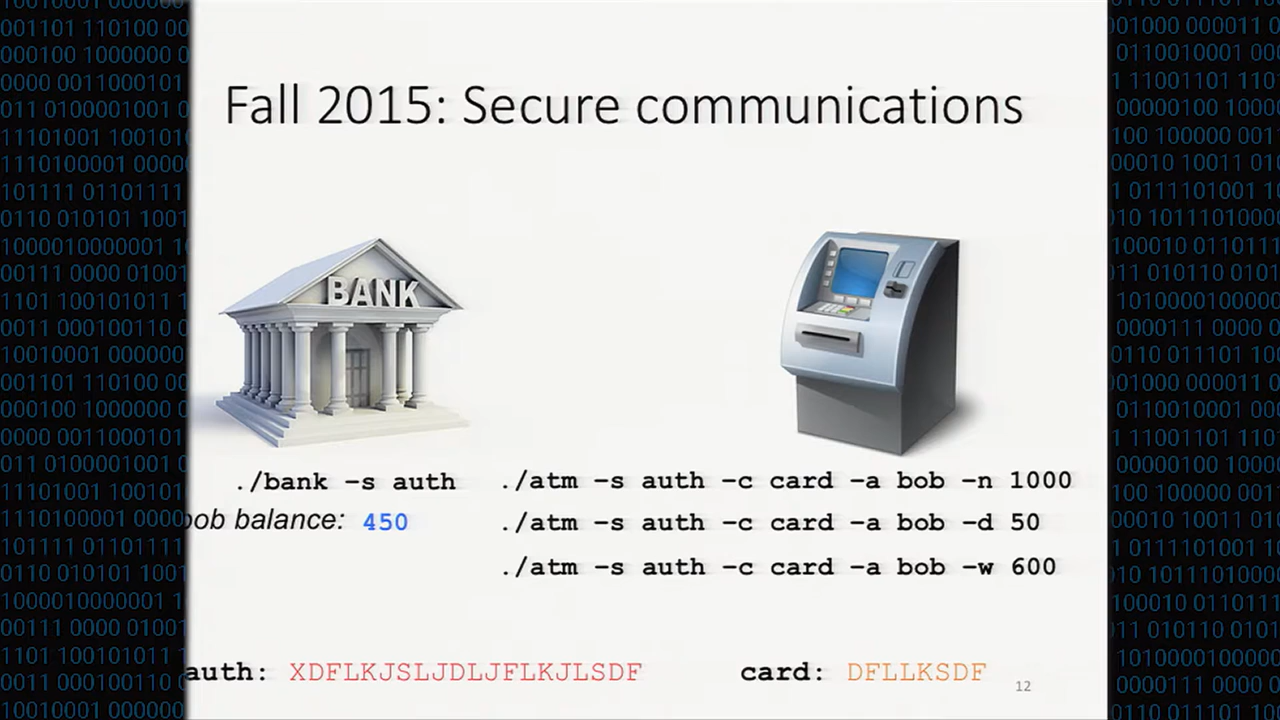 Fall 2015: Secure communications
BANK
./bank –s auth
./atm –s auth –c card –a bob –n 1000
bob balance: 450
./atm –s auth –c card –a bob –d 50
./atm –s auth –c card –a bob –w 600
auth: XDFLKJSLJDLJFLKJLSDF
card: DFLLKSDF
12